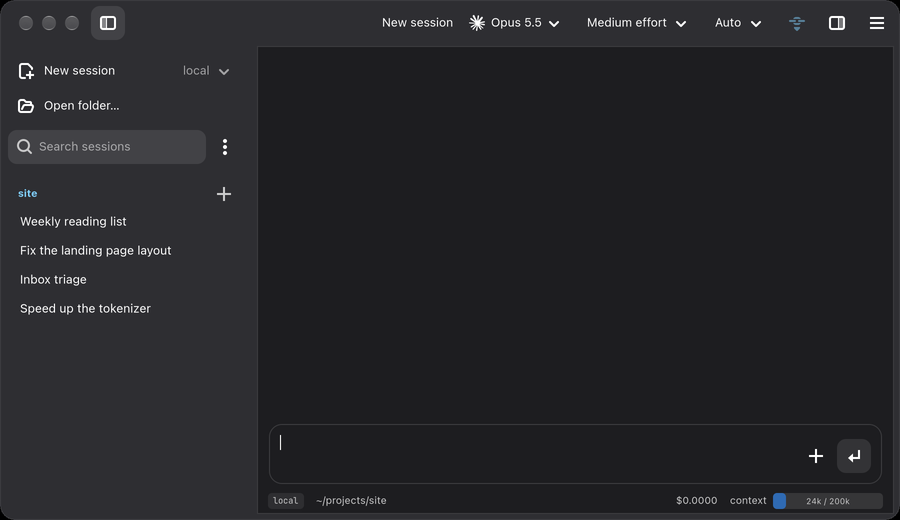 New session Opus 5.5 Medium effort Auto
New session local
Open folder...
Search sessions
site
Weekly reading list
Fix the landing page layout
Inbox triage
Speed up the tokenizer
local ~/projects/site $0.0000 context 24k / 200k